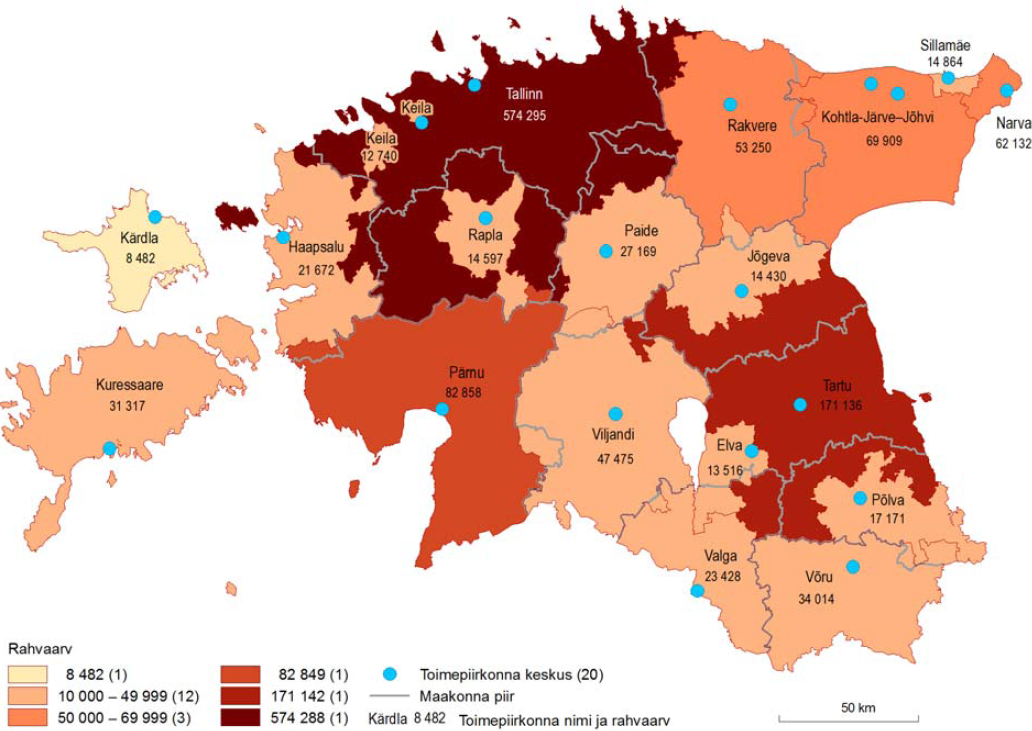 Sillamäe
14 864
Tallinn
574 295
Keila
Keila
12 740
Rakvere
53 250
Kohtla-Järve–Jõhvi
69 909
Narva
62 132
Kärdla
8 482
Haapsalu
21 672
Rapla
14 597
Paide
27 169
Jõgeva
14 430
Kuressaare
31 317
Pärnu
82 858
Viljandi
47 475
Tartu
171 136
Elva
13 516
Põlva
17 171
Valga
23 428
Võru
34 014
Rahvaarv
8 482 (1)
10 000 – 49 999 (12)
50 000 – 69 999 (3)
82 849 (1)
171 142 (1)
574 288 (1)
Toimepiirkonna keskus (20)
Maakonna piir
Kärdla 8 482 Toimepiirkonna nimi ja rahvaarv
50 km